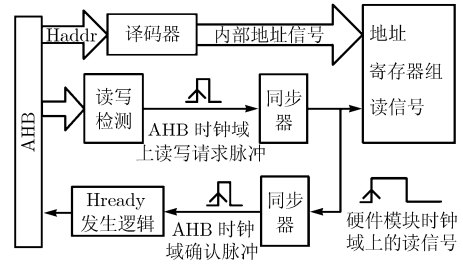 AHB
Haddr
译码器
内部地址信号
地址
寄存器组
读信号
读写
检测
AHB 时钟域
上读写请求脉冲
同步
器
Hready
发生逻辑
AHB 时钟
域确认脉冲
同步
器
硬件模块时钟
域上的读信号